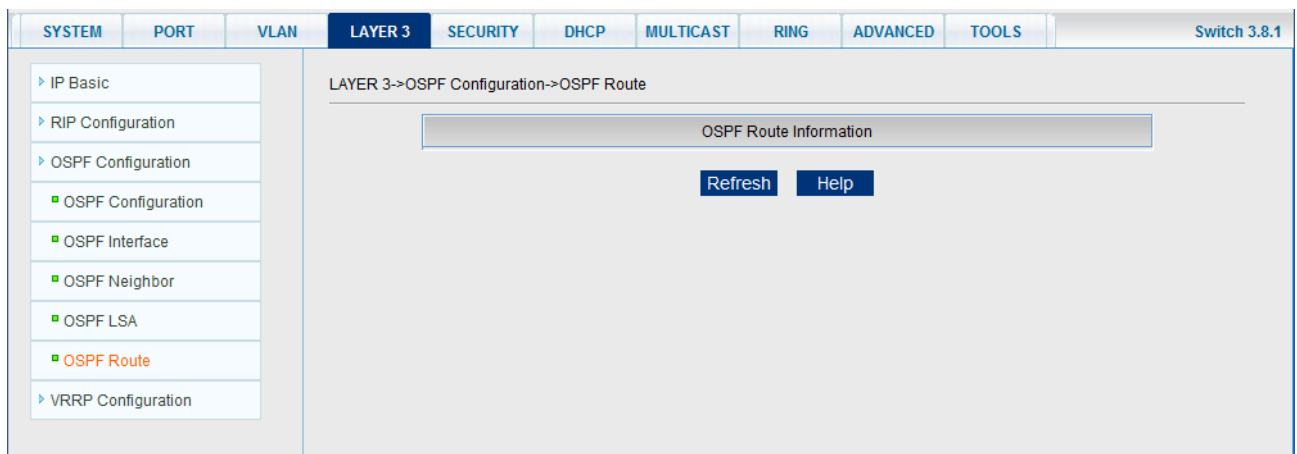 SYSTEM PORT VLAN LAYER 3 SECURITY DHCP MULTICAST RING ADVANCED TOOLS Switch 3.8.1
IP Basic
RIP Configuration
OSPF Configuration
OSPF Configuration
OSPF Interface
OSPF Neighbor
OSPF LSA
OSPF Route
VRRP Configuration
LAYER 3->OSPF Configuration->OSPF Route
OSPF Route Information
Refresh Help